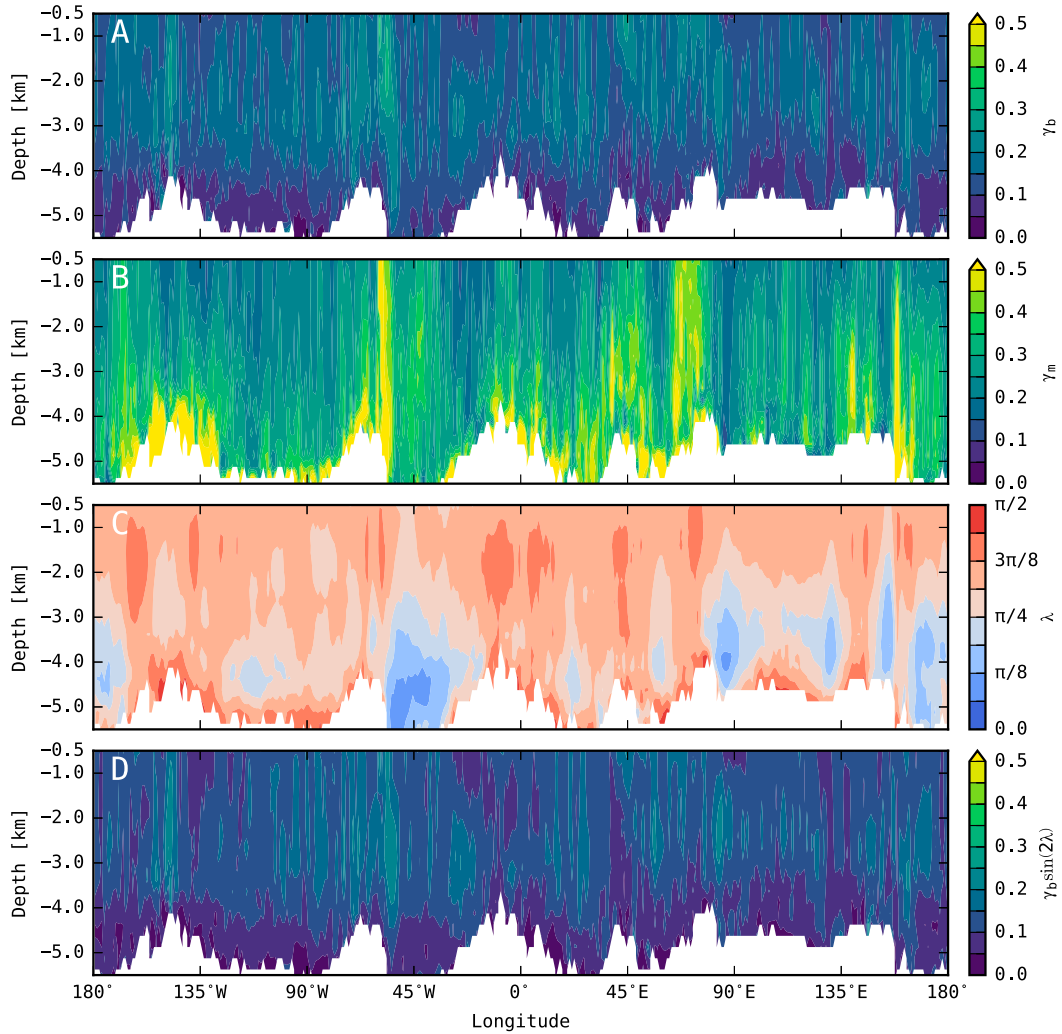 A
Depth [km]
−0.5
−1.0
−2.0
−3.0
−4.0
−5.0
0.5
0.4
0.3
0.2
0.1
0.0
γb
B
Depth [km]
−0.5
−1.0
−2.0
−3.0
−4.0
−5.0
0.5
0.4
0.3
0.2
0.1
0.0
γm
C
Depth [km]
−0.5
−1.0
−2.0
−3.0
−4.0
−5.0
π/2
3π/8
π/4
π/8
0.0
λ
D
Depth [km]
−0.5
−1.0
−2.0
−3.0
−4.0
−5.0
0.5
0.4
0.3
0.2
0.1
0.0
γb sin(2λ)
180° 135°W 90°W 45°W 0° 45°E 90°E 135°E 180°
Longitude